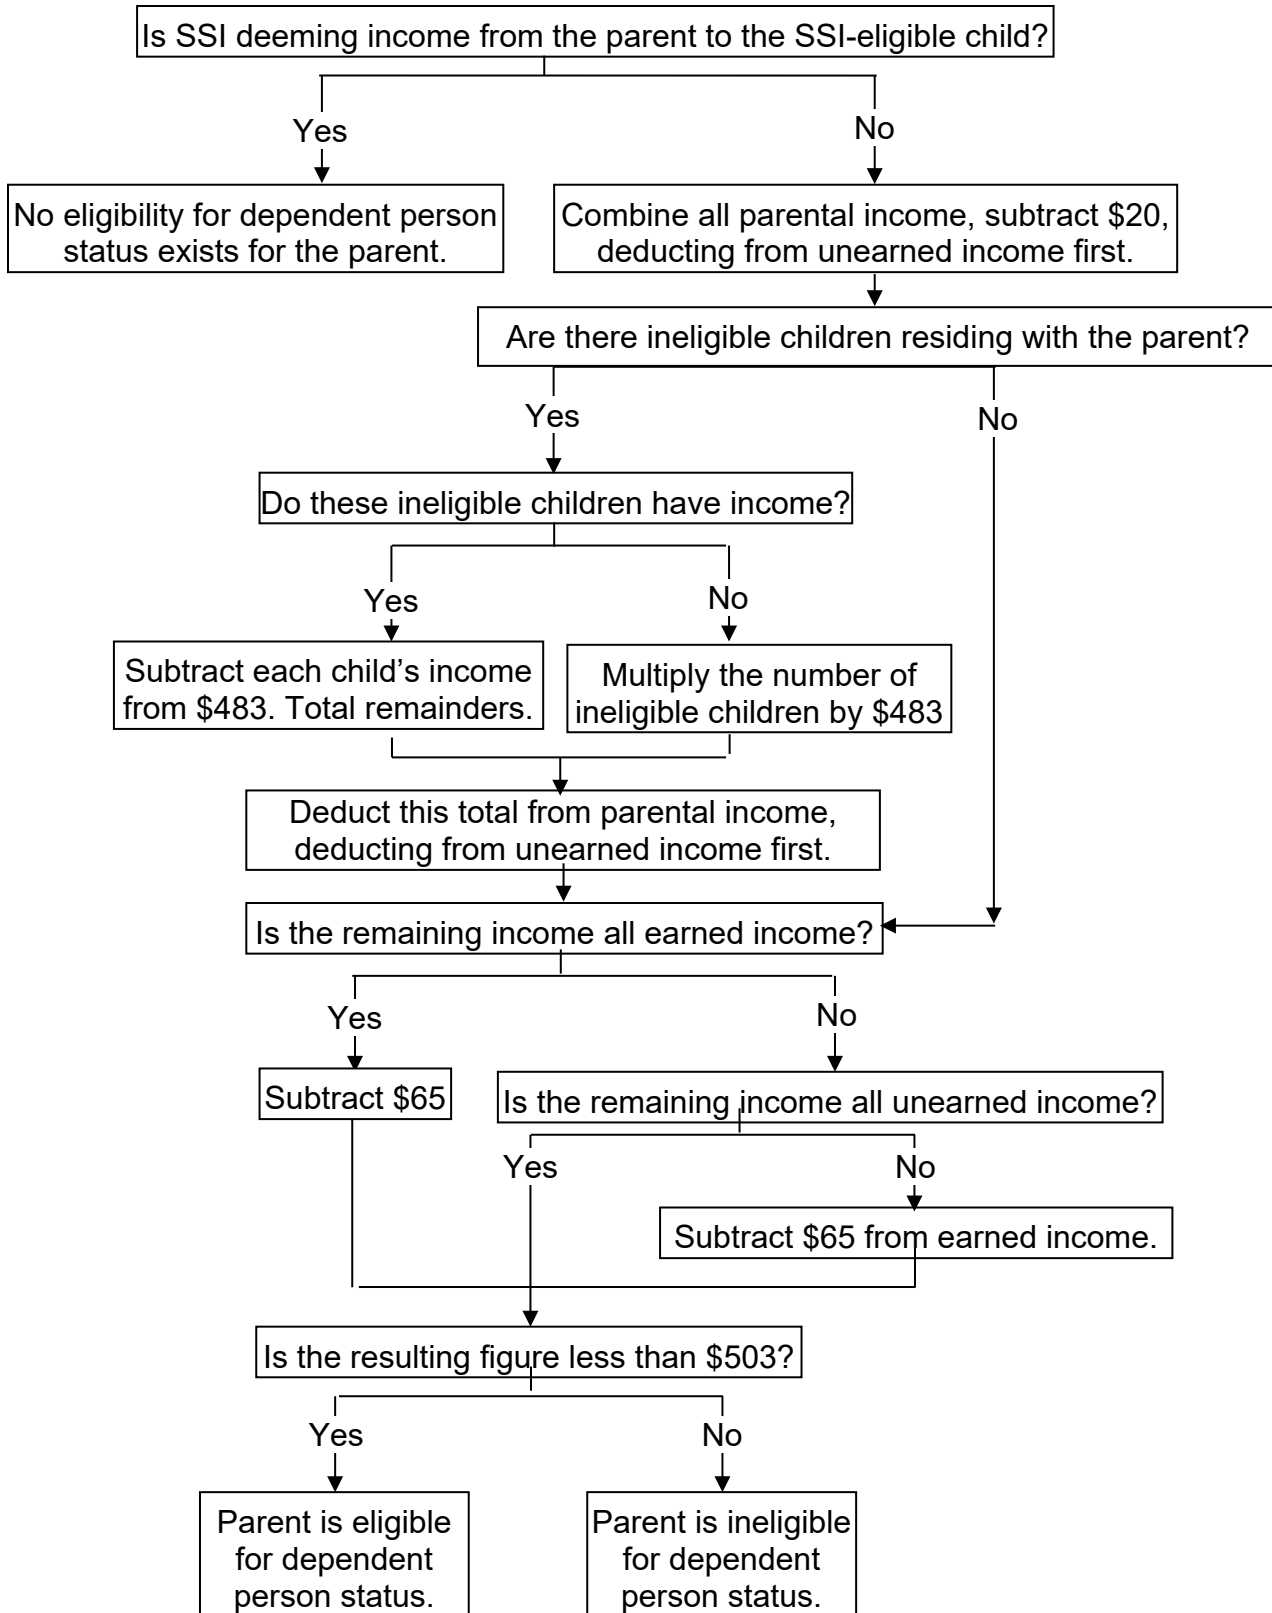 Is SSI deeming income from the parent to the SSI-eligible child?
Yes
No
No eligibility for dependent person
status exists for the parent.
Combine all parental income, subtract $20,
deducting from unearned income first.
Are there ineligible children residing with the parent?
Yes
No
Do these ineligible children have income?
Yes
No
Subtract each child’s income
from $483. Total remainders.
Multiply the number of
ineligible children by $483
Deduct this total from parental income,
deducting from unearned income first.
Is the remaining income all earned income?
Yes
No
Subtract $65
Is the remaining income all unearned income?
Yes
No
Subtract $65 from earned income.
Is the resulting figure less than $503?
Yes
No
Parent is eligible
for dependent
person status.
Parent is ineligible
for dependent
person status.